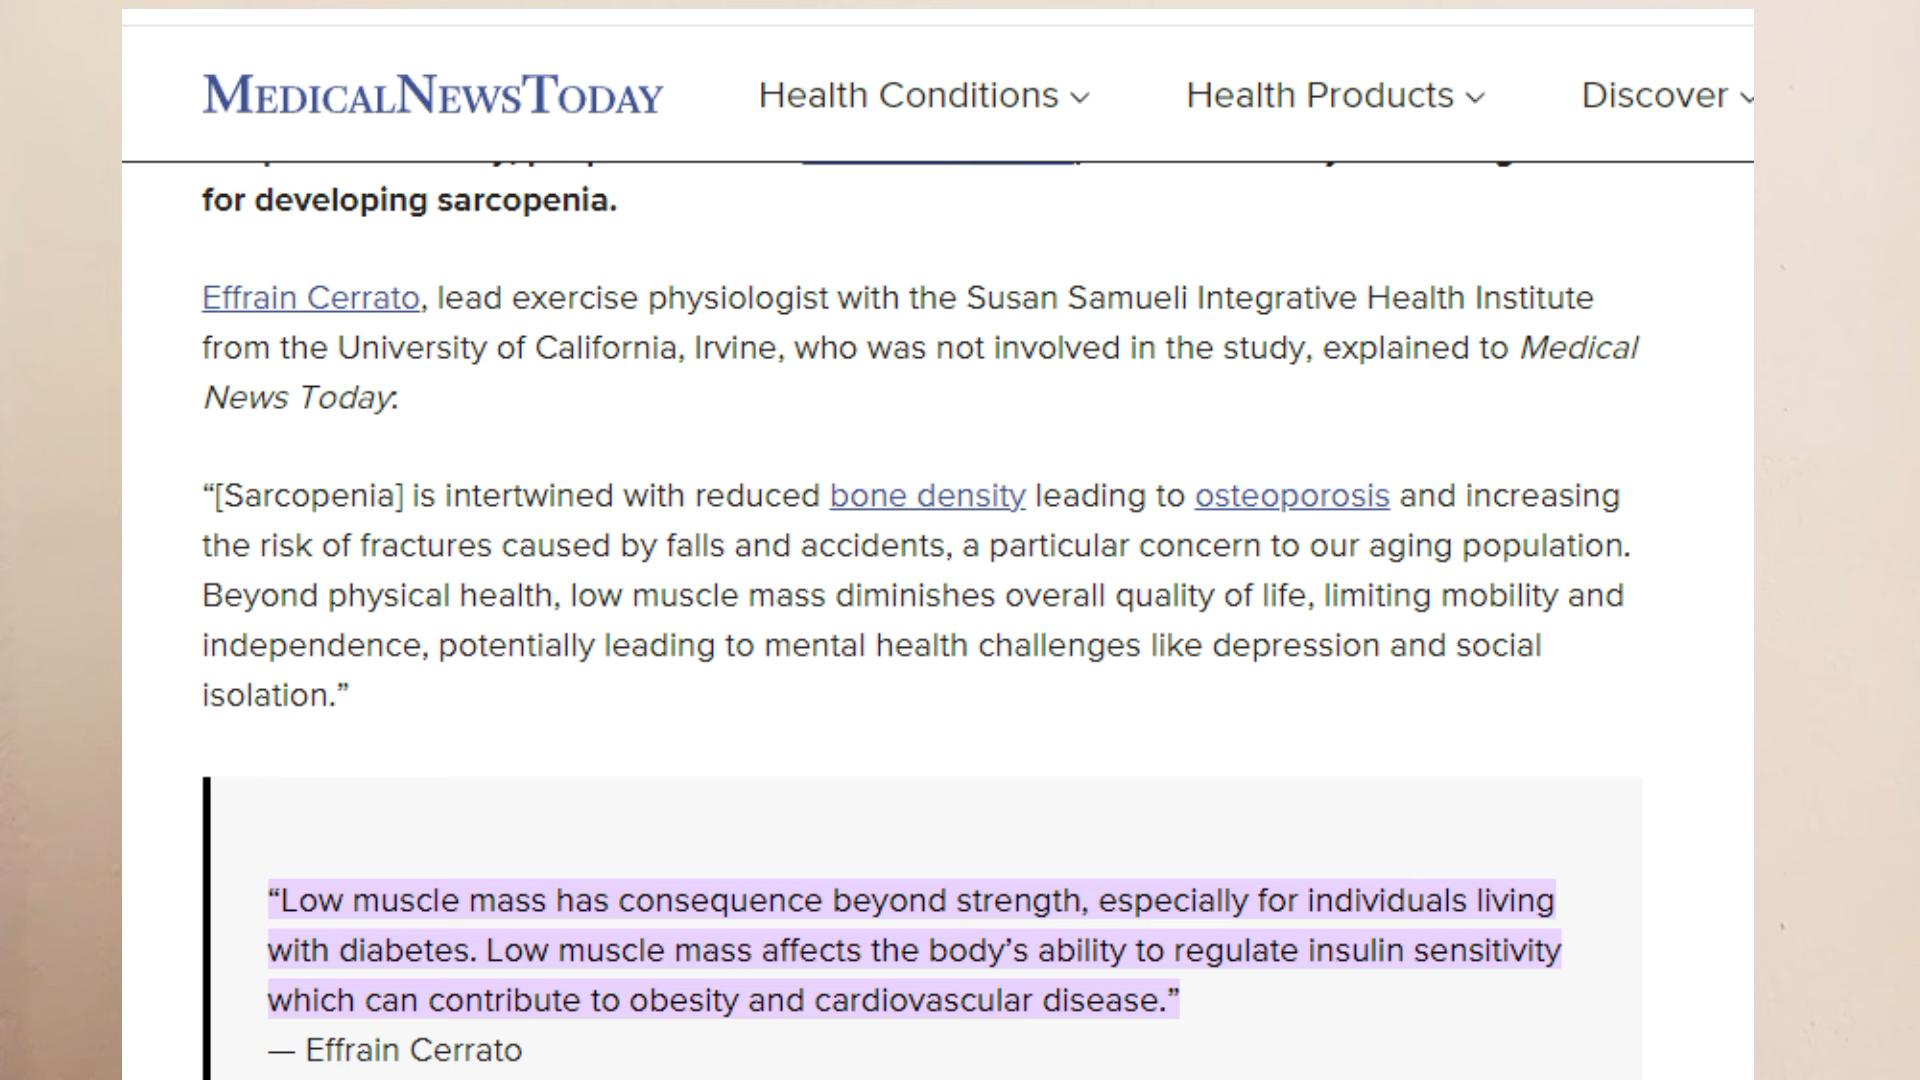 MEDICALNEWSTODAY
Health Conditions
Health Products
Discover
for developing sarcopenia.
Effrain Cerrato, lead exercise physiologist with the Susan Samueli Integrative Health Institute
from the University of California, Irvine, who was not involved in the study, explained to Medical
News Today:
“[Sarcopenia] is intertwined with reduced bone density leading to osteoporosis and increasing
the risk of fractures caused by falls and accidents, a particular concern to our aging population.
Beyond physical health, low muscle mass diminishes overall quality of life, limiting mobility and
independence, potentially leading to mental health challenges like depression and social
isolation.”
“Low muscle mass has consequence beyond strength, especially for individuals living
with diabetes. Low muscle mass affects the body’s ability to regulate insulin sensitivity
which can contribute to obesity and cardiovascular disease.”
— Effrain Cerrato